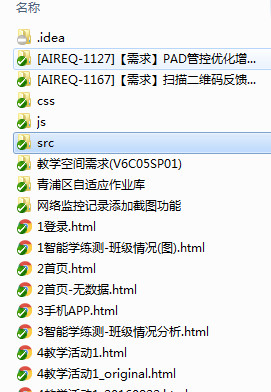 名称
.idea
[AIREQ-1127]【需求】PAD管控优化增...
[AIREQ-1167]【需求】扫描二维码反馈...
css
js
src
教学空间需求(V6C05SP01)
青浦区自适应作业库
网络监控记录添加截图功能
1登录.html
1智能学练测-班级情况(图).html
2首页.html
2首页-无数据.html
3手机APP.html
3智能学练测-班级情况分析.html
4教学活动1.html
4教学活动1_original.html